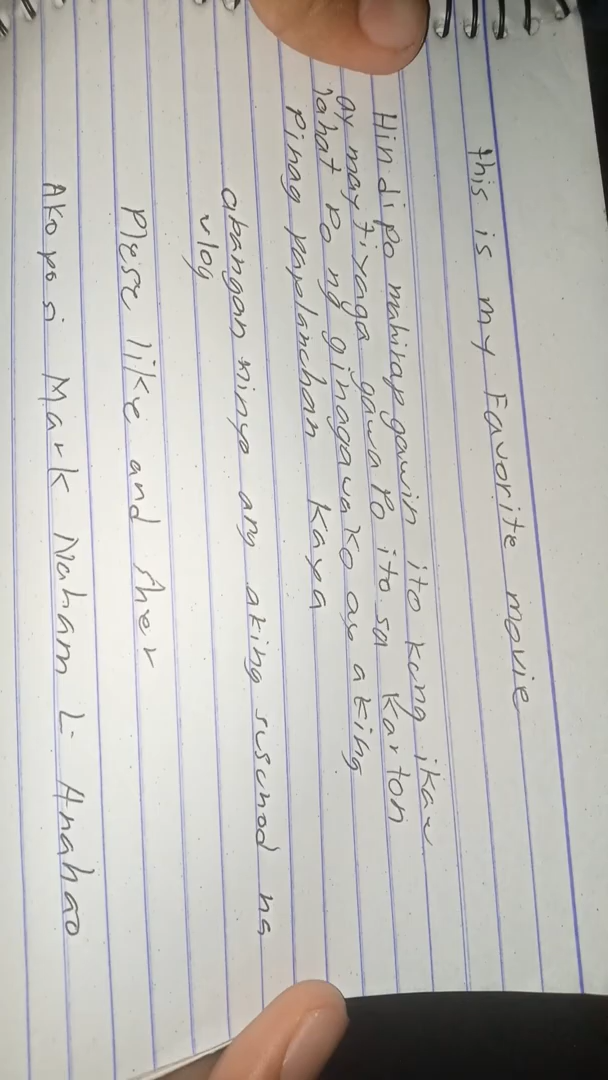 this is my Favorite movie
Hindi po mahirap gawin ito kung ikaw
ay may tiyaga gawa po ito sa karton
lahat po ng ginagawa ko ay aking
Pinag paplanohan kaya
abangan ninyo ang aking susunod na
vlog
Plese like and sher
Ako po si Mark Naham L. Anahao